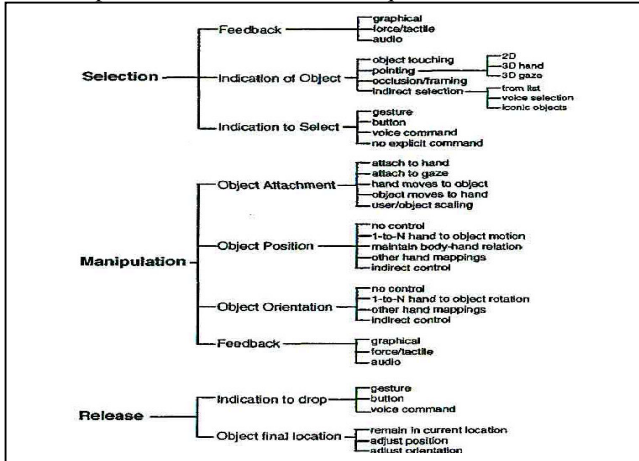 Selection
Feedback
graphical
force/tactile
audio
Indication of Object
object touching
pointing
2D
3D hand
3D gaze
occlusion/framing
indirect selection
from list
voice selection
iconic objects
Indication to Select
gesture
button
voice command
no explicit command
Manipulation
Object Attachment
attach to hand
attach to gaze
hand moves to object
object moves to hand
user/object scaling
Object Position
no control
1-to-N hand to object motion
maintain body-hand relation
other hand mappings
indirect control
Object Orientation
no control
1-to-N hand to object rotation
other hand mappings
indirect control
Feedback
graphical
force/tactile
audio
Release
Indication to drop
gesture
button
voice command
Object final location
remain in current location
adjust position
adjust orientation